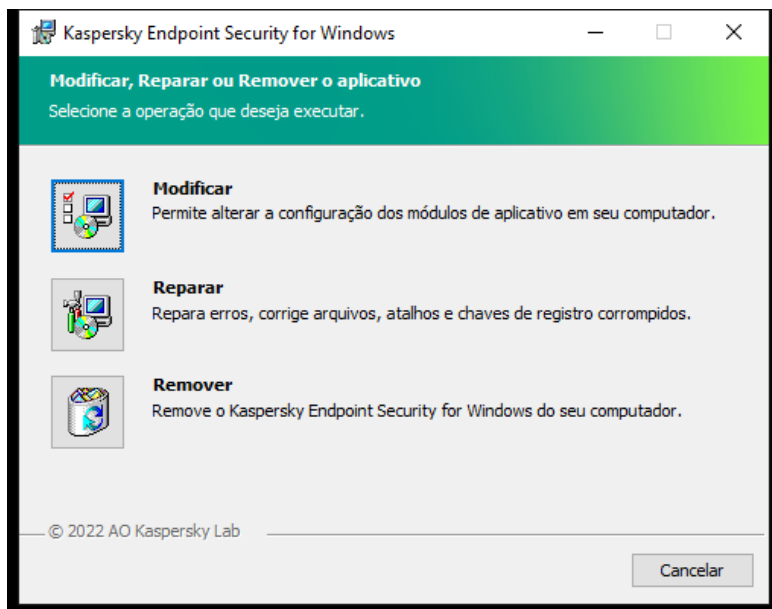 Kaspersky Endpoint Security for Windows
Modificar, Reparar ou Remover o aplicativo
Selecione a operação que deseja executar.
Modificar
Permite alterar a configuração dos módulos de aplicativo em seu computador.
Reparar
Repara erros, corrige arquivos, atalhos e chaves de registro corrompidos.
Remover
Remove o Kaspersky Endpoint Security for Windows do seu computador.
© 2022 AO Kaspersky Lab
Cancelar